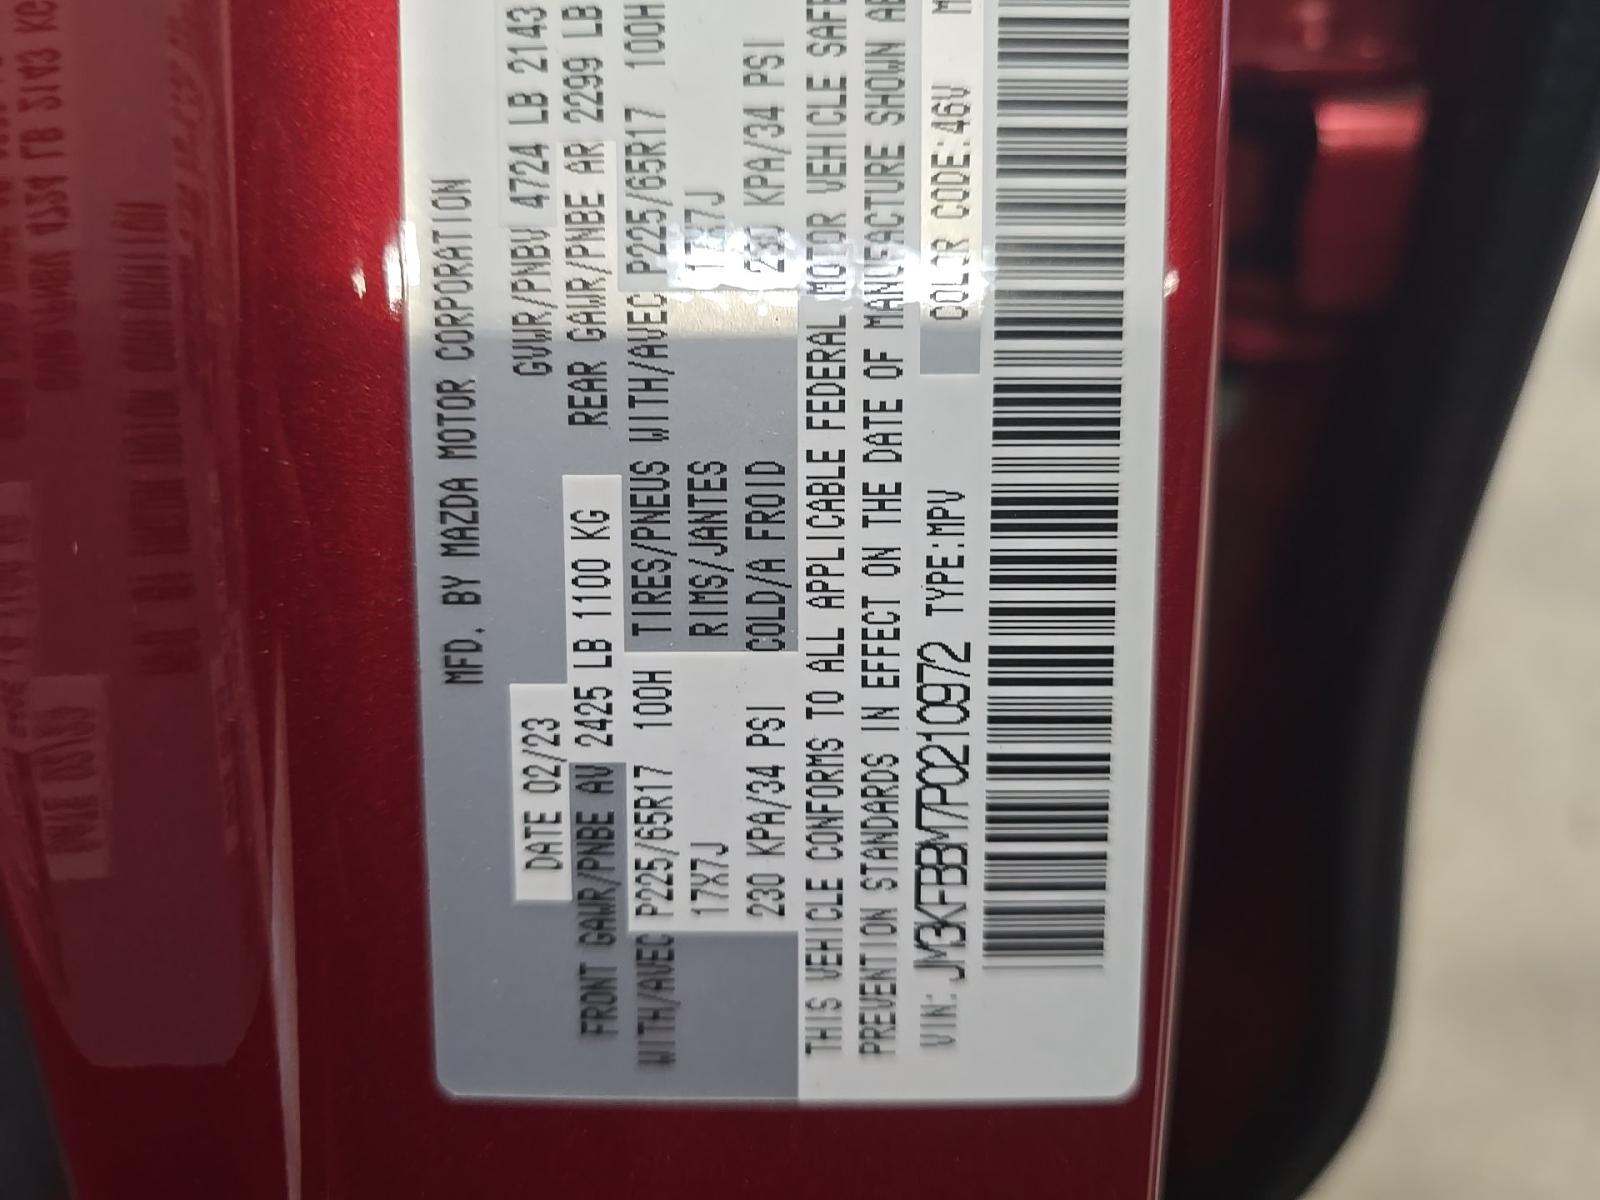 MFD. BY MAZDA MOTOR CORPORATION
DATE 02/23 GVWR/PNBV 4724 LB 2143
FRONT GAWR/PNBE AV 2425 LB 1100 KG REAR GAWR/PNBE AR 2299 LB
WITH/AVEC P225/65R17 100H TIRES/PNEUS WITH/AVEC P225/65R17 100H
17X7J RIMS/JANTES 17X7J
230 KPA/34 PSI COLD/A FROID 230 KPA/34 PSI
THIS VEHICLE CONFORMS TO ALL APPLICABLE FEDERAL MOTOR VEHICLE SAFE
PREVENTION STANDARDS IN EFFECT ON THE DATE OF MANUFACTURE SHOWN AB
VIN: JM3KFBBM7P0210972 TYPE:MPV COLOR CODE:46V M